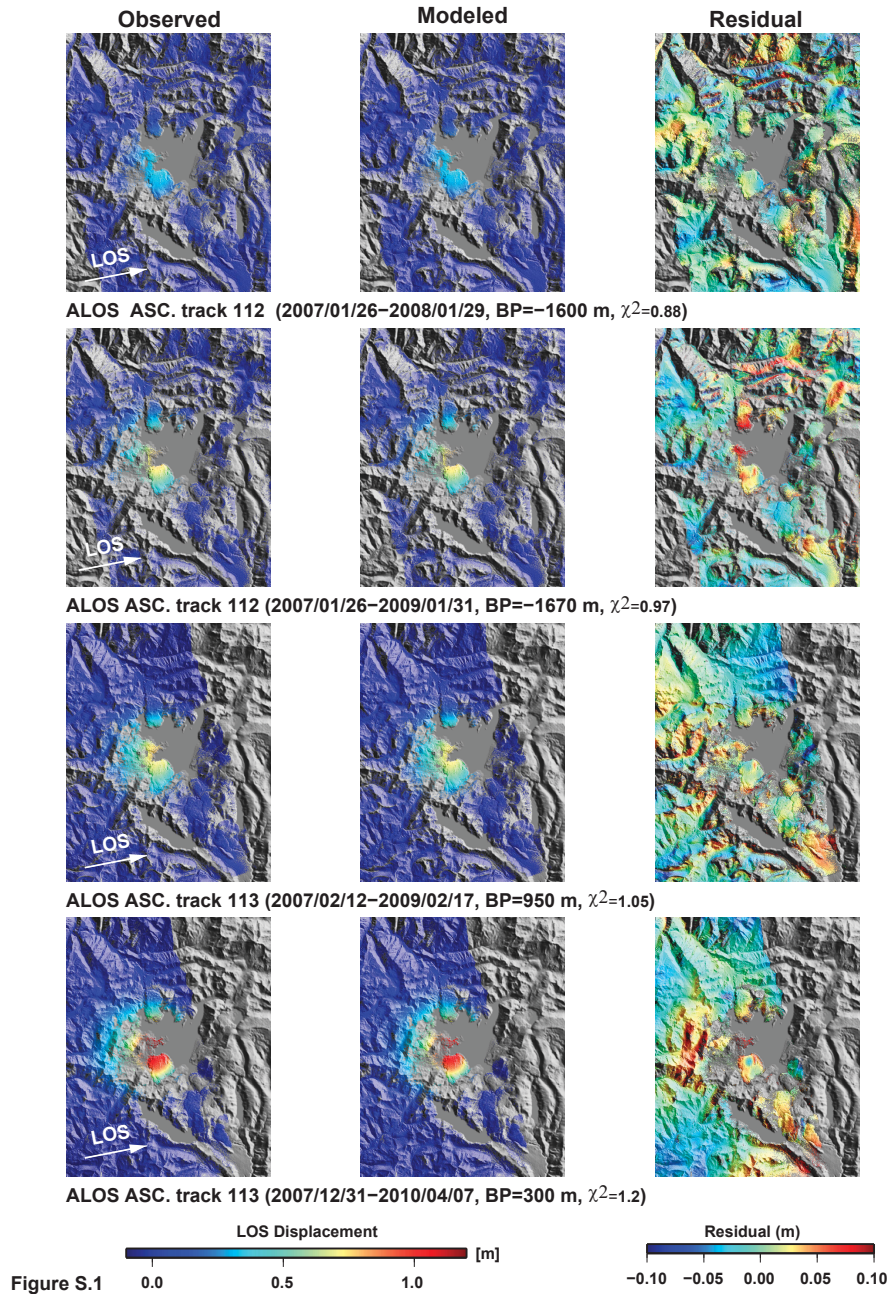 Observed Modeled Residual
LOS
ALOS ASC. track 112 (2007/01/26−2008/01/29, BP=−1600 m, χ2=0.88)
LOS
ALOS ASC. track 112 (2007/01/26−2009/01/31, BP=−1670 m, χ2=0.97)
LOS
ALOS ASC. track 113 (2007/02/12−2009/02/17, BP=950 m, χ2=1.05)
LOS
ALOS ASC. track 113 (2007/12/31−2010/04/07, BP=300 m, χ2=1.2)
LOS Displacement Residual (m)
[m]
Figure S.1 0.0 0.5 1.0 −0.10 −0.05 0.00 0.05 0.10